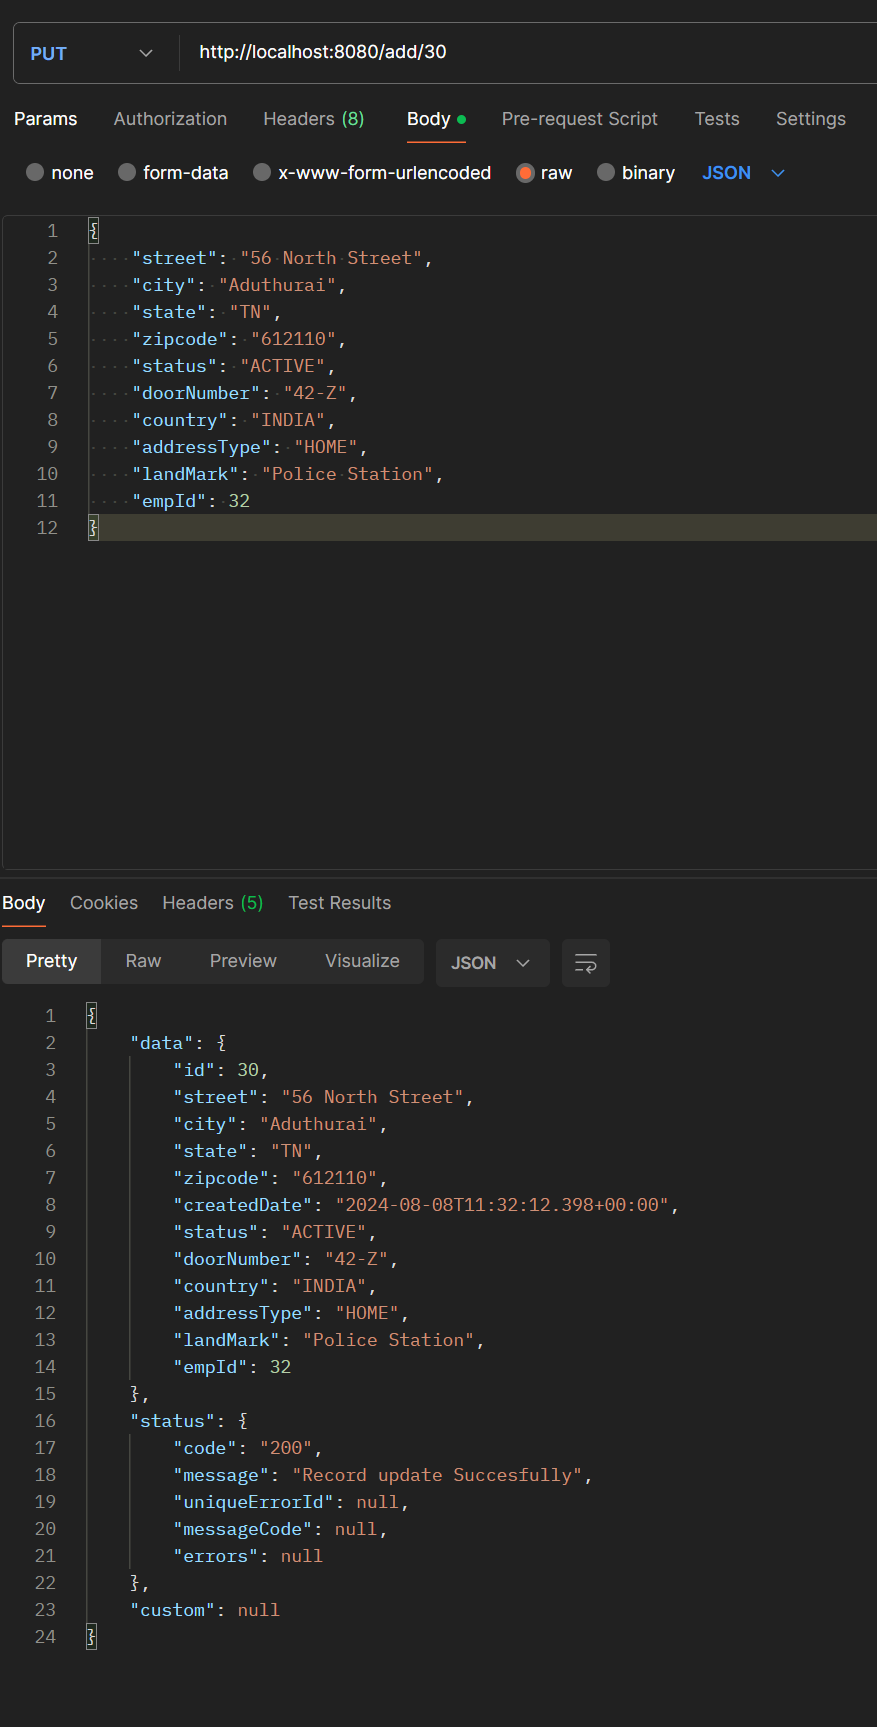 PUT http://localhost:8080/add/30
Params Authorization Headers (8) Body Pre-request Script Tests Settings
none form-data x-www-form-urlencoded raw binary JSON
1 {
2 "street": "56 North Street",
3 "city": "Aduthurai",
4 "state": "TN",
5 "zipcode": "612110",
6 "status": "ACTIVE",
7 "doorNumber": "42-Z",
8 "country": "INDIA",
9 "addressType": "HOME",
10 "landMark": "Police Station",
11 "empId": 32
12 }
Body Cookies Headers (5) Test Results
Pretty Raw Preview Visualize JSON
1 {
2 "data": {
3 "id": 30,
4 "street": "56 North Street",
5 "city": "Aduthurai",
6 "state": "TN",
7 "zipcode": "612110",
8 "createdDate": "2024-08-08T11:32:12.398+00:00",
9 "status": "ACTIVE",
10 "doorNumber": "42-Z",
11 "country": "INDIA",
12 "addressType": "HOME",
13 "landMark": "Police Station",
14 "empId": 32
15 },
16 "status": {
17 "code": "200",
18 "message": "Record update Succesfully",
19 "uniqueErrorId": null,
20 "messageCode": null,
21 "errors": null
22 },
23 "custom": null
24 }